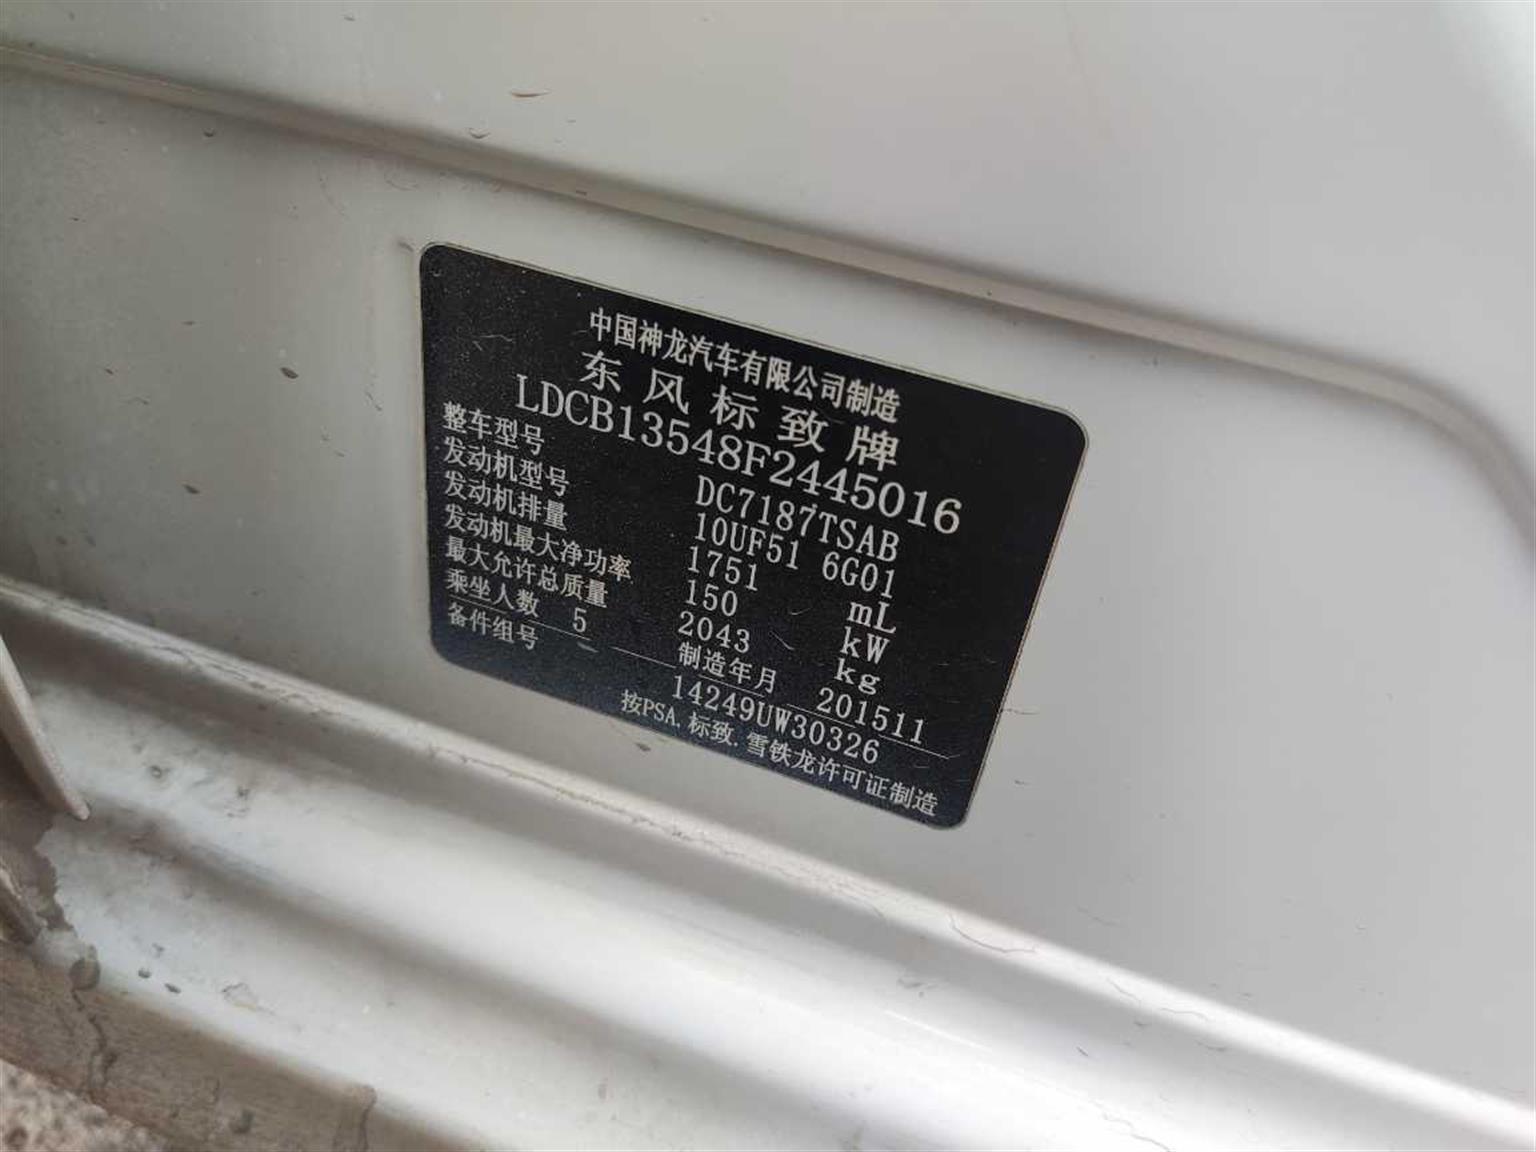 中国神龙汽车有限公司制造
东风标致牌
LDCB13548F2445016
整车型号 DC7187TSAB
发动机型号 10UF51 6G01
发动机排量 1751 mL
发动机最大净功率 150 kW
最大允许总质量 2043 kg
乘坐人数 5 制造年月 201511
备件组号 14249UW30326
按PSA.标致.雪铁龙许可证制造